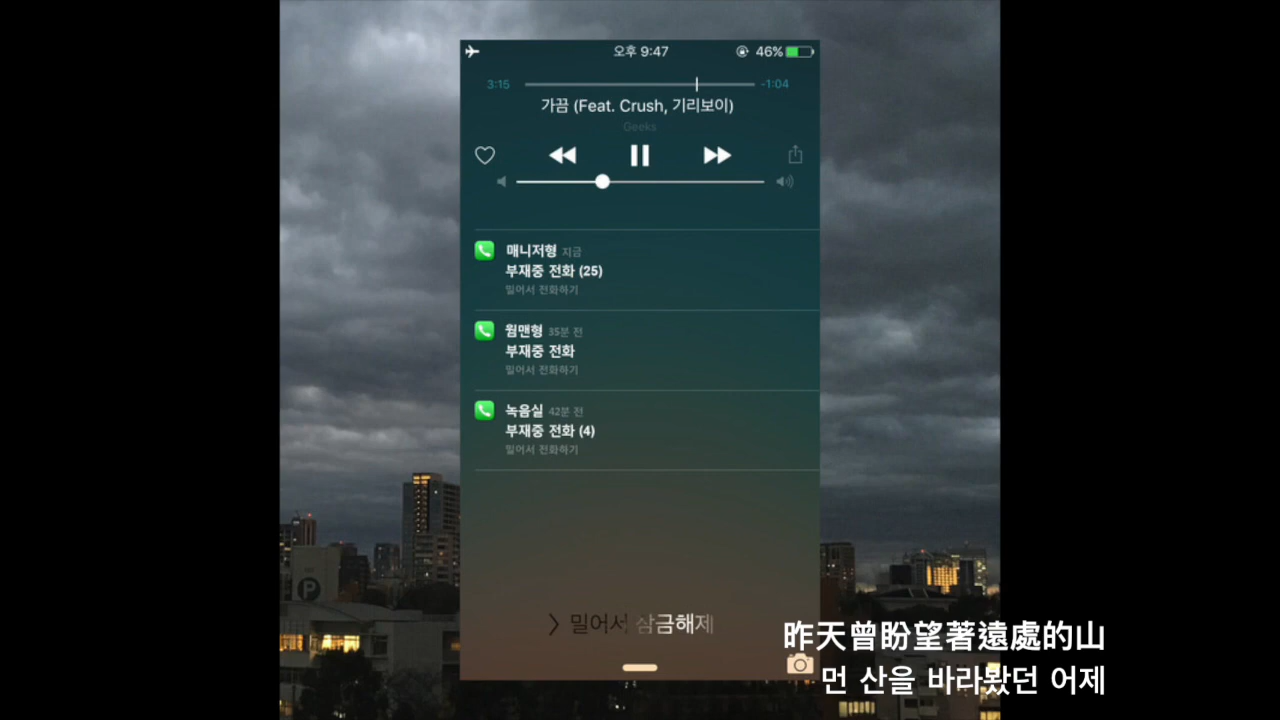 오후 9:47
46%
3:15
-1:04
가끔 (Feat. Crush, 기리보이)
Geeks
매니저형 지금
부재중 전화 (25)
밀어서 전화하기
웜맨형 35분 전
부재중 전화
밀어서 전화하기
녹음실 42분 전
부재중 전화 (4)
밀어서 전화하기
> 밀어서 잠금해제
P
昨天曾盼望著遠處的山
먼 산을 바라봤던 어제